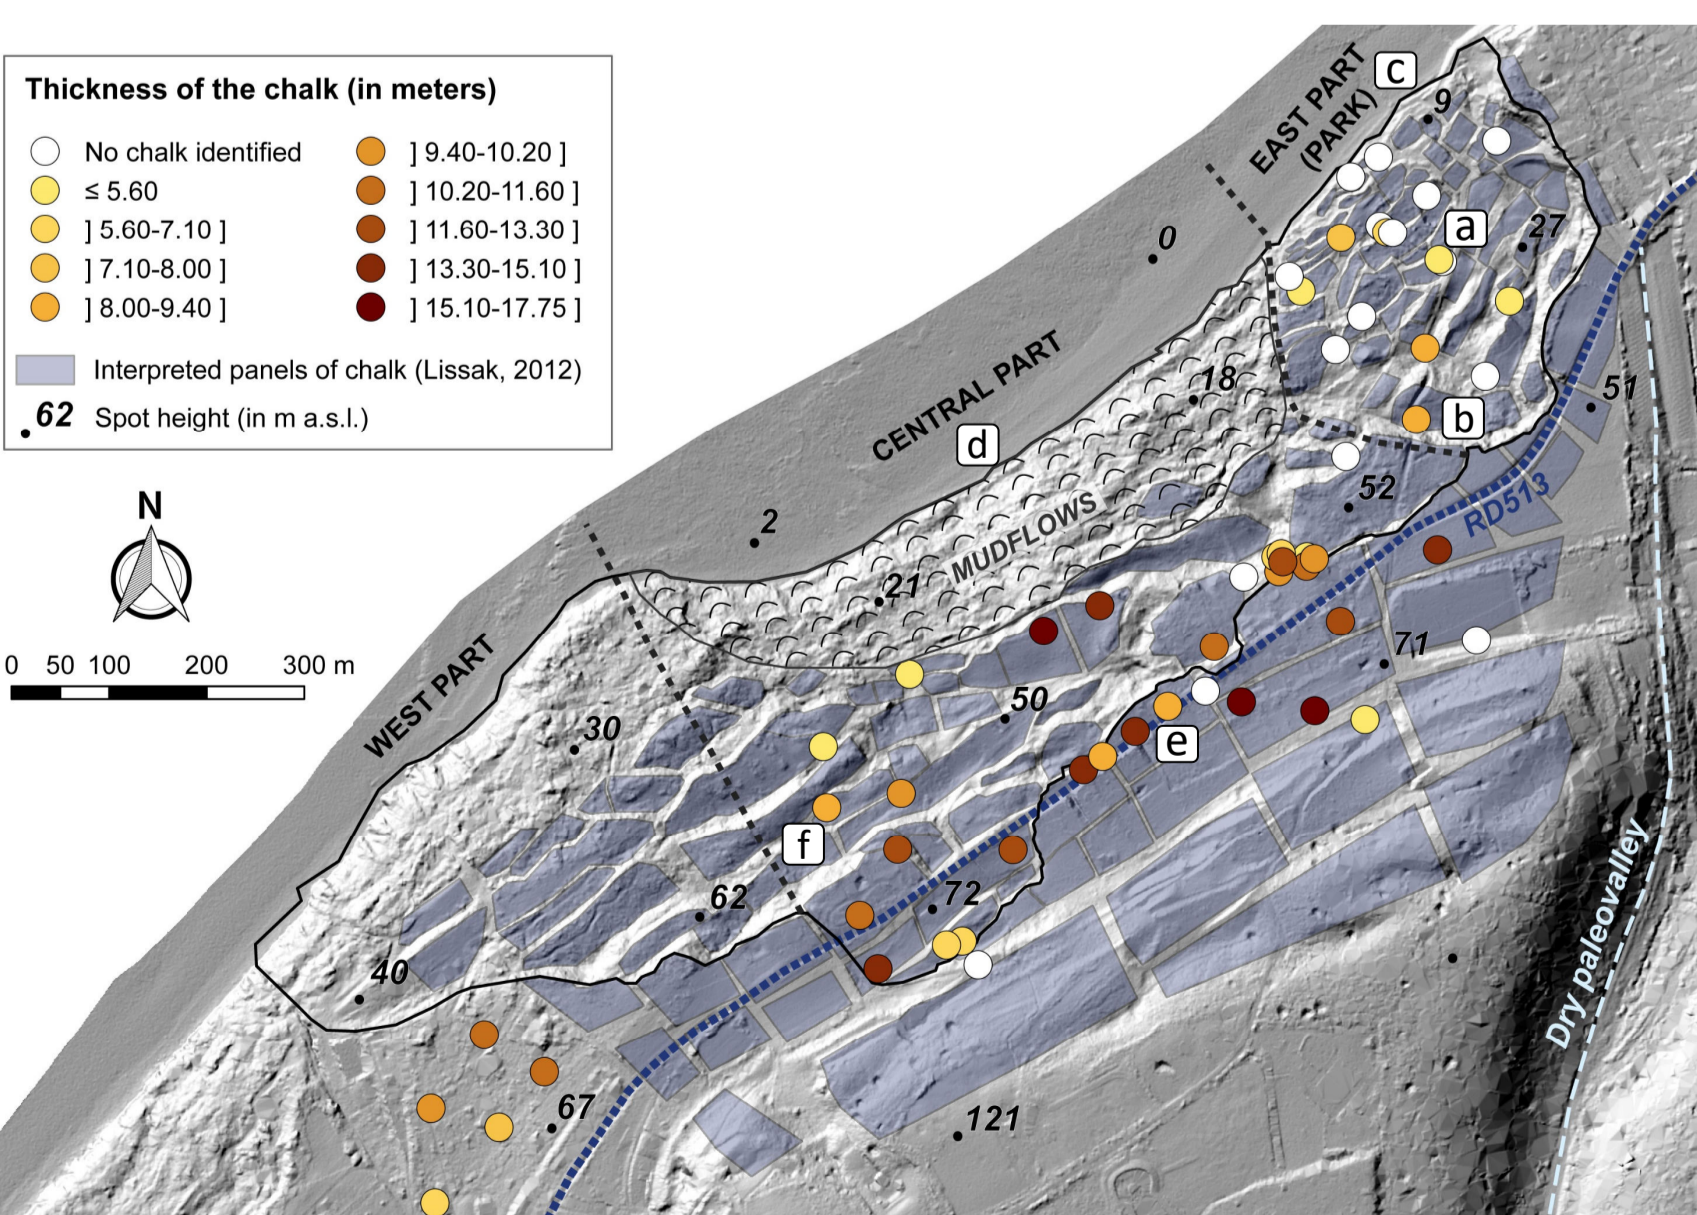 Thickness of the chalk (in meters)
No chalk identified
≤ 5.60
] 5.60-7.10 ]
] 7.10-8.00 ]
] 8.00-9.40 ]
] 9.40-10.20 ]
] 10.20-11.60 ]
] 11.60-13.30 ]
] 13.30-15.10 ]
] 15.10-17.75 ]
Interpreted panels of chalk (Lissak, 2012)
62 Spot height (in m a.s.l.)
N
0 50 100 200 300 m
EAST PART
(PARK)
c
9
a
27
0
CENTRAL PART
18
d
b
51
52
RD513
2
MUDFLOWS
21
WEST PART
71
30
50
e
f
62
72
40
67
121
Dry paleovalley